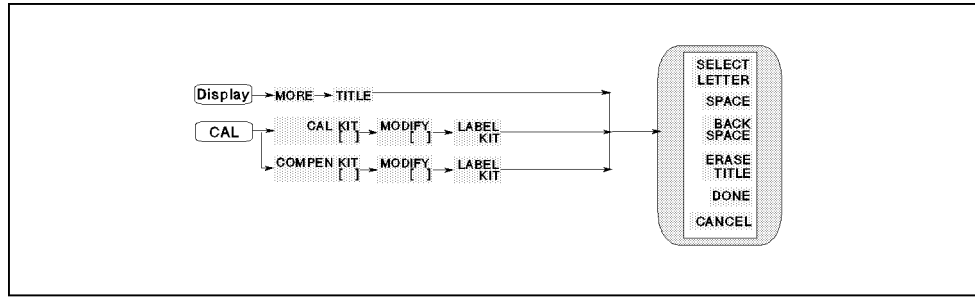 Display MORE TITLE
CAL CAL KIT [ ] MODIFY [ ] LABEL KIT
COMPEN KIT [ ] MODIFY [ ] LABEL KIT
SELECT
LETTER
SPACE
BACK
SPACE
ERASE
TITLE
DONE
CANCEL